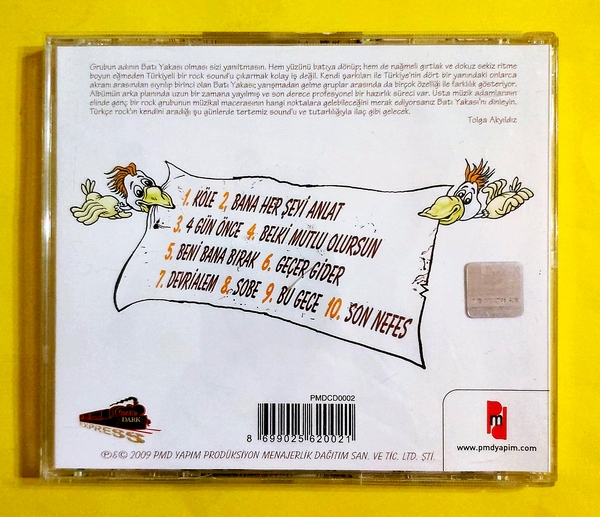 Grubun adının Batı Yakası olması sizi yanıltmasın. Hem yüzünü batıya dönüp; hem de nağmeli gırtlak ve dokuz sekiz ritme
boyun eğmeden Türkiyeli bir rock sound'u çıkarmak kolay iş değil. Kendi şarkıları ile Türkiye'nin dört bir yanındaki onlarca
akranı arasından sıyrılıp birinci olan Batı Yakası; yarışmadan gelme gruplar arasında da birçok özelliği ile farklılık gösteriyor.
Albümün arka planında uzun bir zamana yayılmış ve son derece profesyonel bir hazırlık süreci var. Usta müzik adamlarının
elinde genç bir rock grubunun müzikal macerasının hangi noktalara gelebileceğini merak ediyorsanız Batı Yakası'nı dinleyin.
Türkçe rock'ın kendini aradığı şu günlerde tertemiz sound'u ve tutarlılığıyla ilaç gibi gelecek.
Tolga Akyıldız
1. KÖLE 2. BANA HER ŞEYİ ANLAT
3. 4 GÜN ÖNCE 4. BELKİ MUTLU OLURSUN
5. BENİ BANA BIRAK 6. GEÇER GİDER
7. DEVRİALEM 8. SOBE 9. BU GECE 10. SON NEFES
DARK
EXPRESS
PMDCD0002
8 699025 620021
Pmd
www.pmdyapim.com
℗&© 2009 PMD YAPIM PRODÜKSİYON MENAJERLİK DAĞITIM SAN. VE TİC. LTD. ŞTİ.